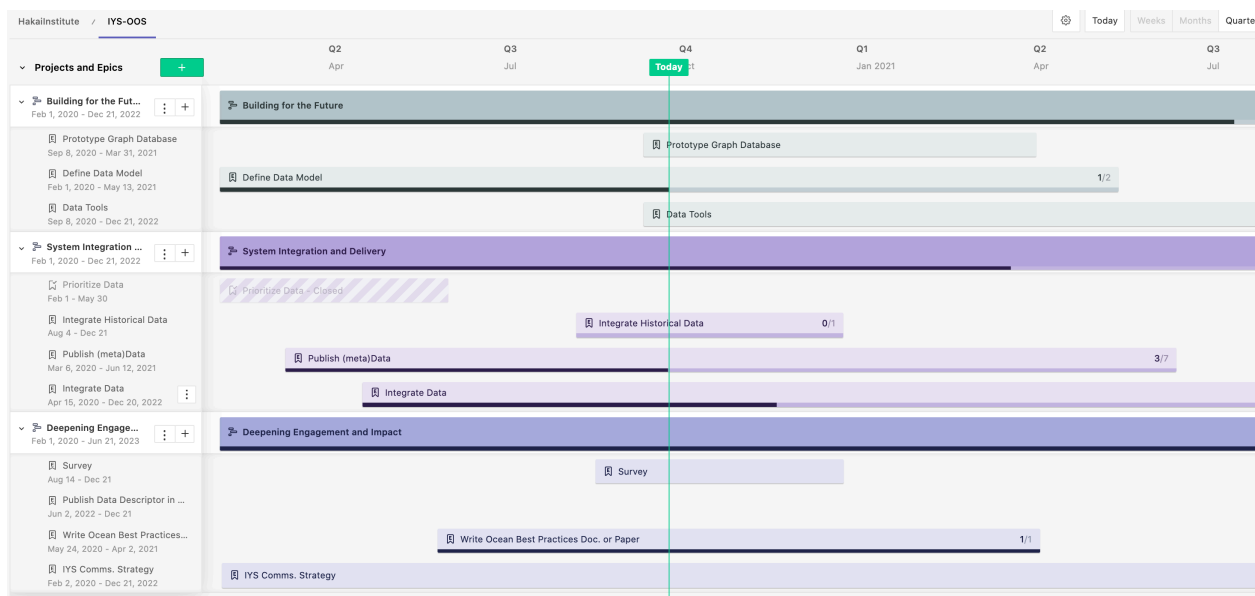 HakaiInstitute / IYS-OOS
Today Weeks Months Quarte
Q2 Q3 Q4 Q1 Q2 Q3
Projects and Epics +
Apr Jul Today ct Jan 2021 Apr Jul
Building for the Fut...
Feb 1, 2020 - Dec 21, 2022
Building for the Future
Prototype Graph Database
Sep 8, 2020 - Mar 31, 2021
Prototype Graph Database
Define Data Model
Feb 1, 2020 - May 13, 2021
Define Data Model 1/2
Data Tools
Sep 8, 2020 - Dec 21, 2022
Data Tools
System Integration ...
Feb 1, 2020 - Dec 21, 2022
System Integration and Delivery
Prioritize Data
Feb 1 - May 30
Prioritize Data - Closed
Integrate Historical Data
Aug 4 - Dec 21
Integrate Historical Data 0/1
Publish (meta)Data
Mar 6, 2020 - Jun 12, 2021
Publish (meta)Data 3/7
Integrate Data
Apr 15, 2020 - Dec 20, 2022
Integrate Data
Deepening Engage...
Feb 1, 2020 - Jun 21, 2023
Deepening Engagement and Impact
Survey
Aug 14 - Dec 21
Survey
Publish Data Descriptor in ...
Jun 2, 2022 - Dec 21
Write Ocean Best Practices...
May 24, 2020 - Apr 2, 2021
Write Ocean Best Practices Doc. or Paper 1/1
IYS Comms. Strategy
Feb 2, 2020 - Dec 21, 2022
IYS Comms. Strategy